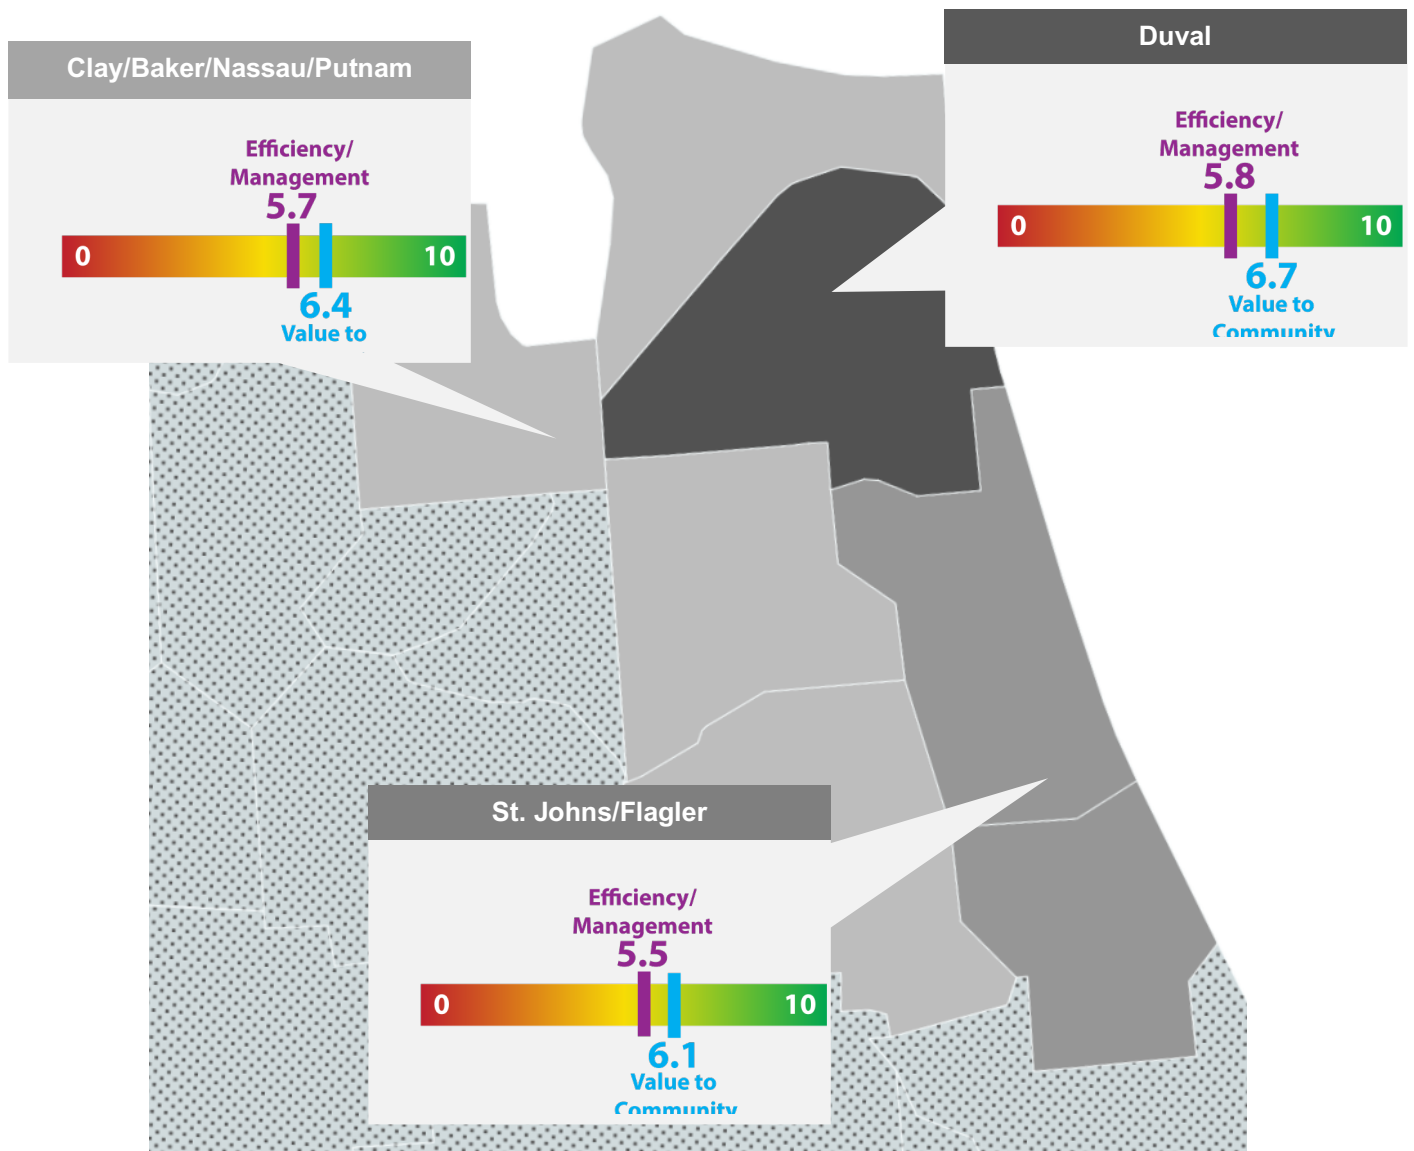 Clay/Baker/Nassau/Putnam
Efficiency/
Management
5.7
0
10
6.4
Value to
Duval
Efficiency/
Management
5.8
0
10
6.7
Value to
Community
St. Johns/Flagler
Efficiency/
Management
5.5
0
10
6.1
Value to
Community